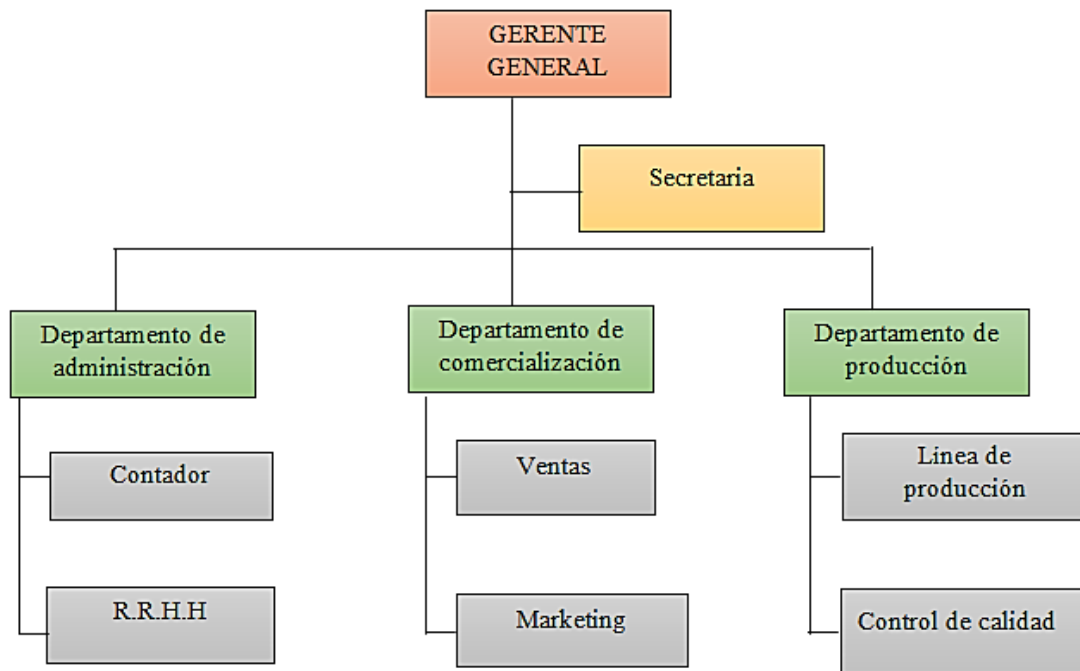 GERENTE
GENERAL
Secretaria
Departamento de
administración
Departamento de
comercialización
Departamento de
producción
Contador
Ventas
Linea de
producción
R.R.H.H
Marketing
Control de calidad